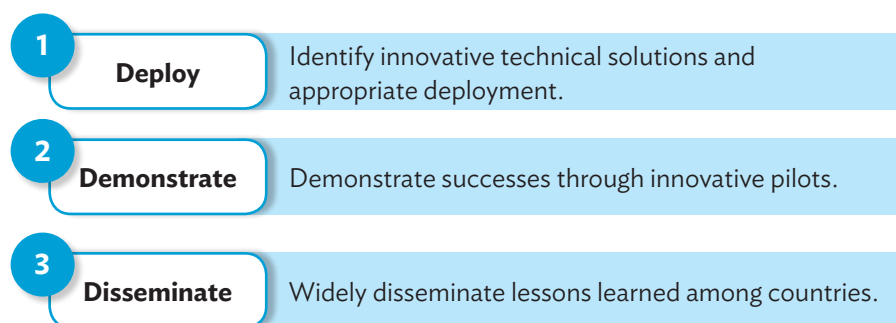 1
Deploy
Identify innovative technical solutions and
appropriate deployment.
2
Demonstrate
Demonstrate successes through innovative pilots.
3
Disseminate
Widely disseminate lessons learned among countries.